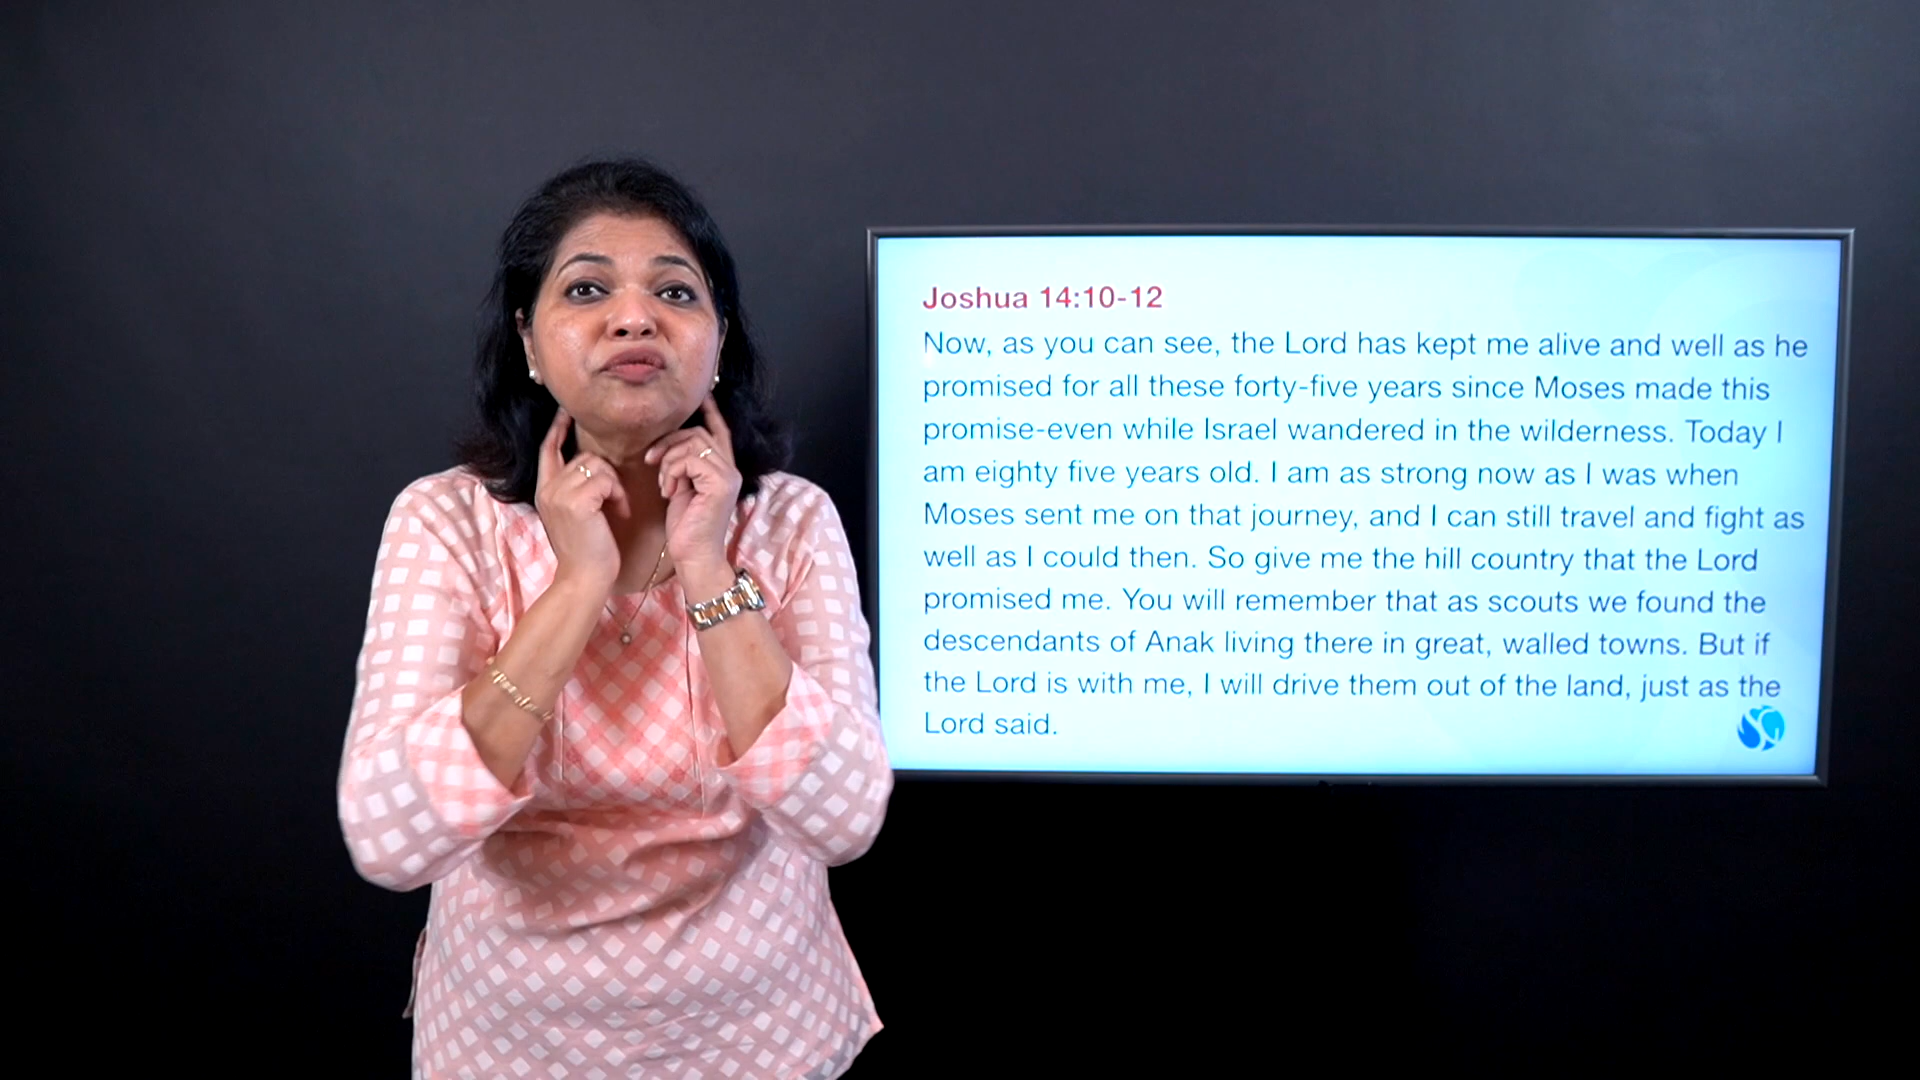 Joshua 14:10-12
Now, as you can see, the Lord has kept me alive and well as he
promised for all these forty-five years since Moses made this
promise-even while Israel wandered in the wilderness. Today I
am eighty five years old. I am as strong now as I was when
Moses sent me on that journey, and I can still travel and fight as
well as I could then. So give me the hill country that the Lord
promised me. You will remember that as scouts we found the
descendants of Anak living there in great, walled towns. But if
the Lord is with me, I will drive them out of the land, just as the
Lord said.